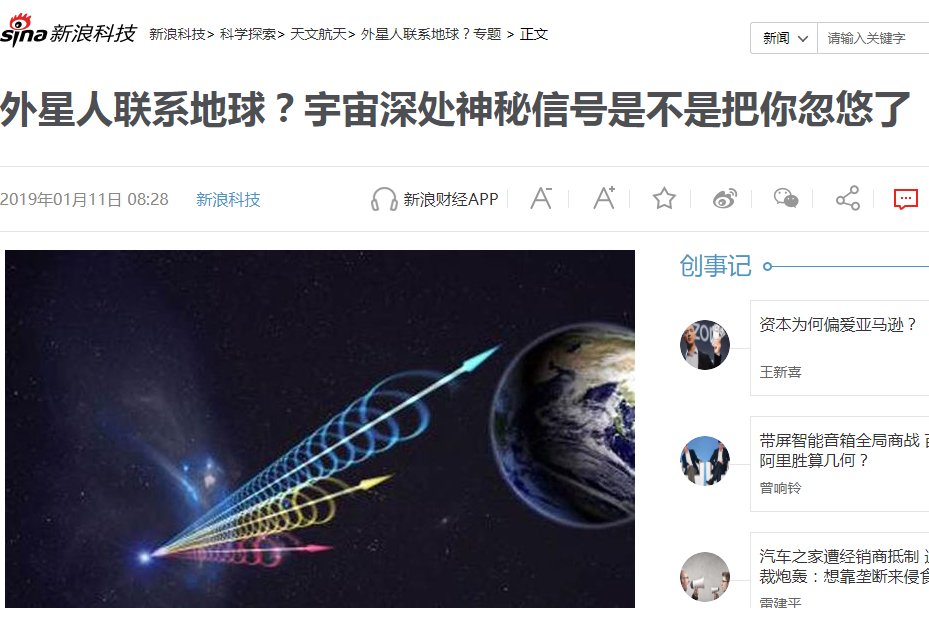 sina 新浪科技 新浪科技> 科学探索> 天文航天> 外星人联系地球？专题 > 正文 新闻 请输入关键字
外星人联系地球？宇宙深处神秘信号是不是把你忽悠了
2019年01月11日 08:28 新浪科技 新浪财经APP A- A+
创事记
资本为何偏爱亚马逊？
王新喜
带屏智能音箱全局商战
阿里胜算几何？
曾响铃
汽车之家遭经销商抵制
裁炮轰：想靠垄断来侵食
雷建平